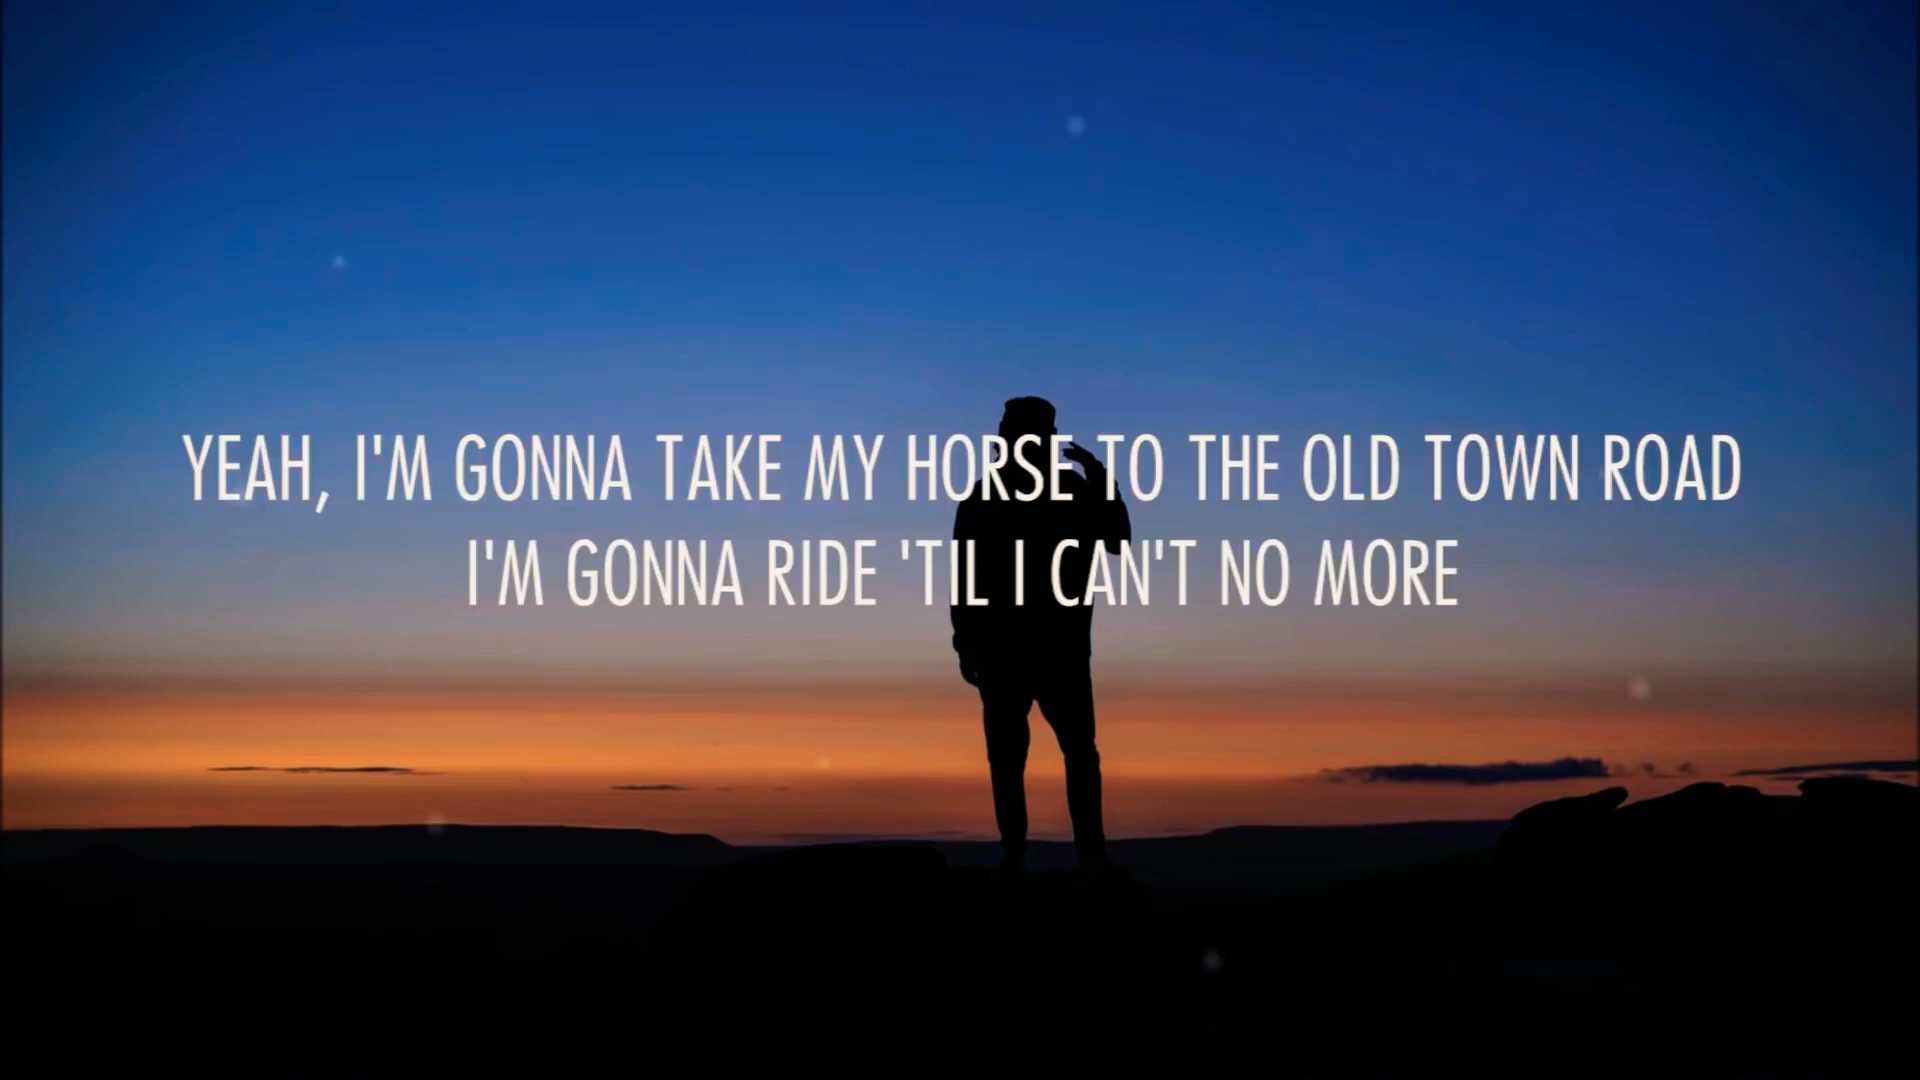 YEAH, I'M GONNA TAKE MY HORSE TO THE OLD TOWN ROAD
I'M GONNA RIDE 'TIL I CAN'T NO MORE